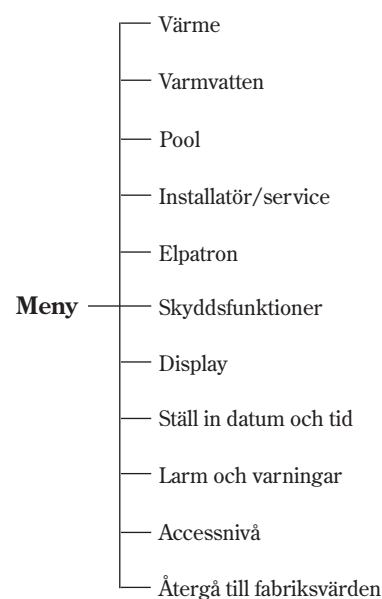 Värme
Varmvatten
Pool
Installatör/service
Elpatron
Meny
Skyddsfunktioner
Display
Ställ in datum och tid
Larm och varningar
Accessnivå
Återgå till fabriksvärden